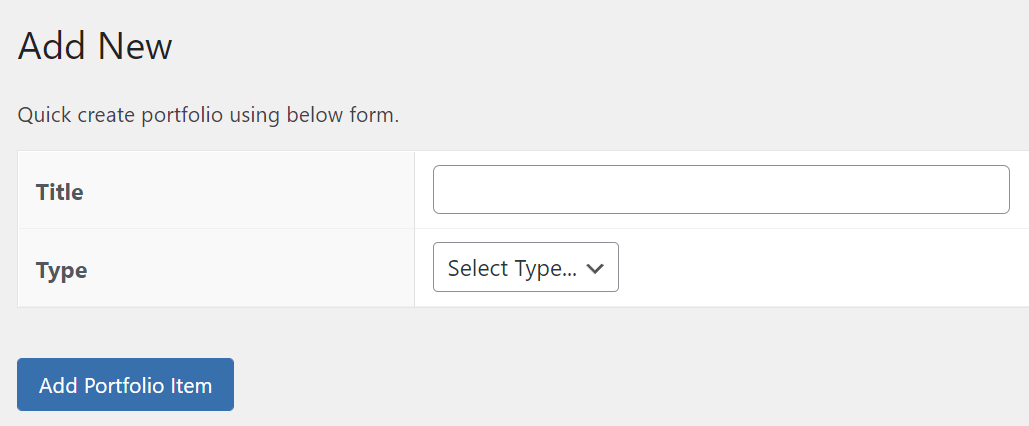 Add New
Quick create portfolio using below form.
Title
Type
Select Type...
Add Portfolio Item